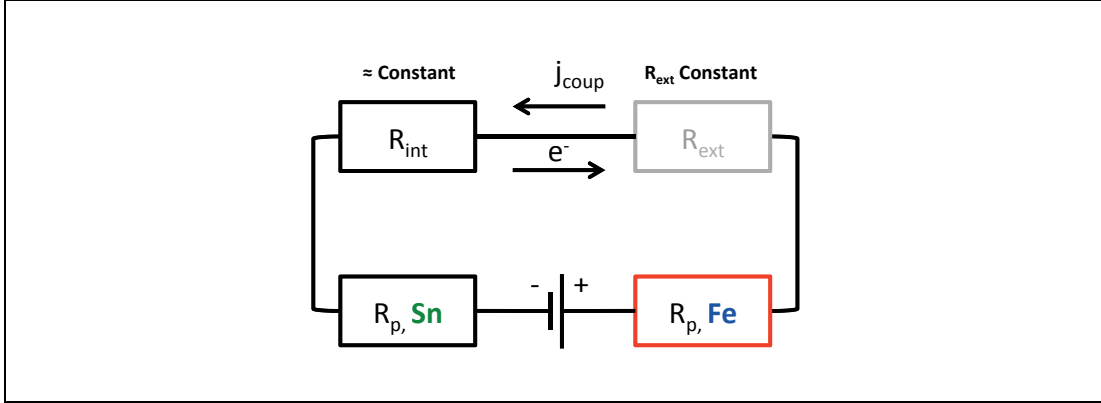 ≈ Constant
j_coup
R_ext Constant
R_int
e⁻
R_ext
R_p, Sn
-
+
R_p, Fe